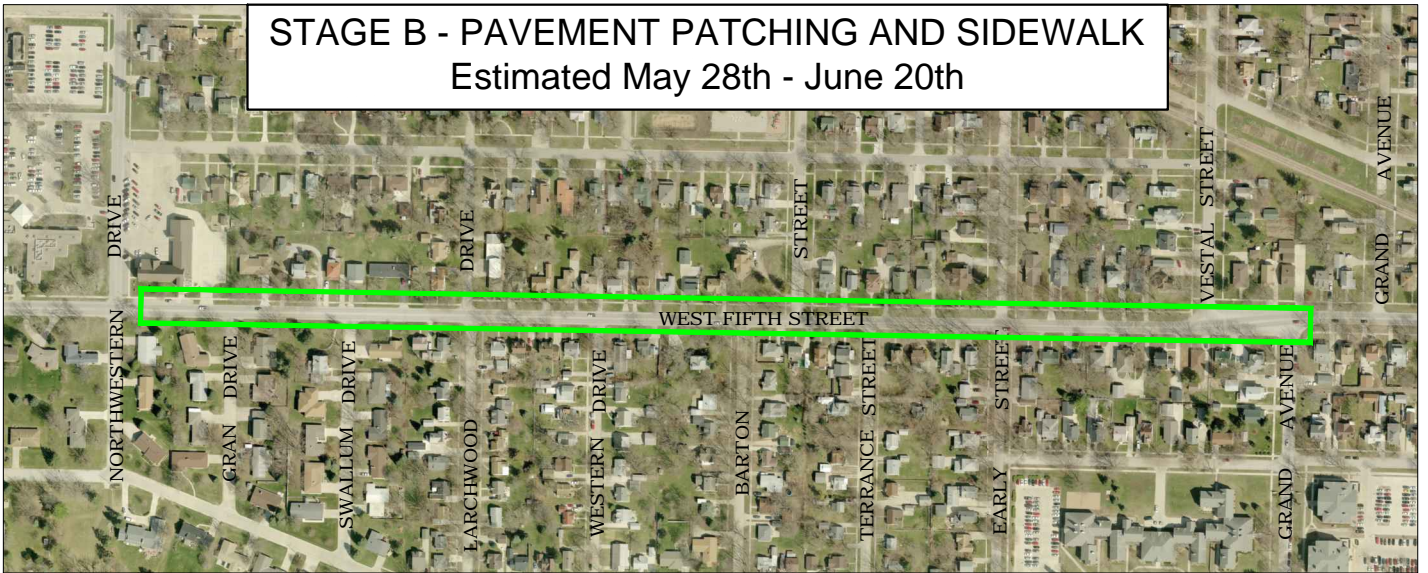 STAGE B - PAVEMENT PATCHING AND SIDEWALK
Estimated May 28th - June 20th
NORTHWESTERN DRIVE
GRAN DRIVE
SWALLUM DRIVE
LARCHWOOD DRIVE
WESTERN DRIVE
WEST FIFTH STREET
BARTON STREET
TERRANCE STREET
EARLY STREET
VESTAL STREET
GRAND AVENUE
GRAND AVENUE